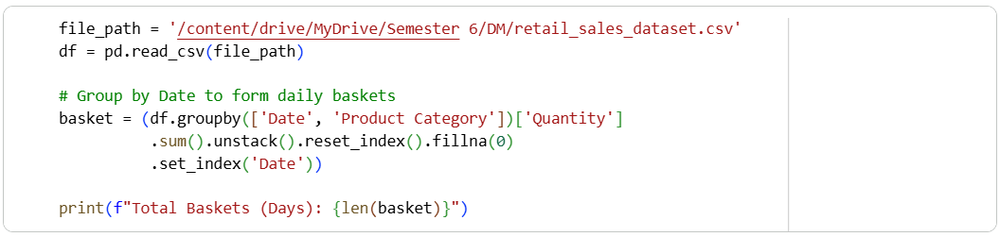 file_path = '/content/drive/MyDrive/Semester 6/DM/retail_sales_dataset.csv'
df = pd.read_csv(file_path)
# Group by Date to form daily baskets
basket = (df.groupby(['Date', 'Product Category'])['Quantity']
.sum().unstack().reset_index().fillna(0)
.set_index('Date'))
print(f"Total Baskets (Days): {len(basket)}")